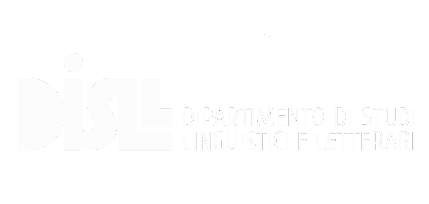 DiSLL
DIPARTIMENTO DI STUDI
LINGUISTICI E LETTERARI